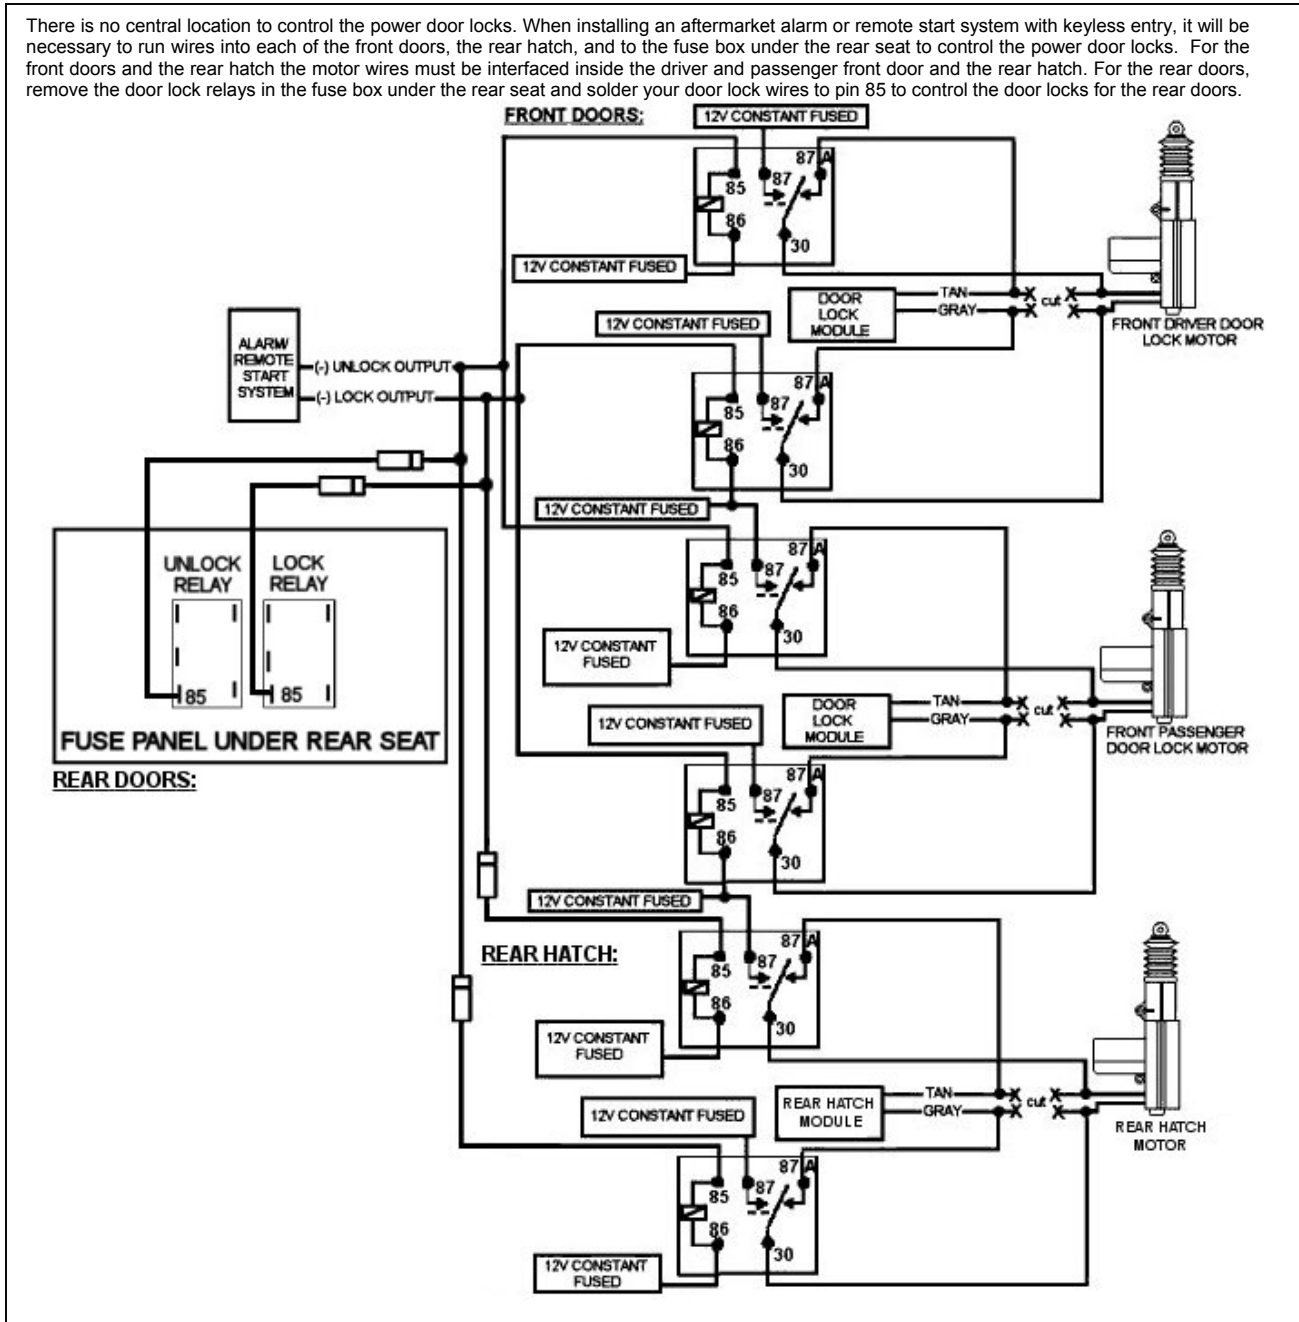 There is no central location to control the power door locks. When installing an aftermarket alarm or remote start system with keyless entry, it will be
necessary to run wires into each of the front doors, the rear hatch, and to the fuse box under the rear seat to control the power door locks.  For the
front doors and the rear hatch the motor wires must be interfaced inside the driver and passenger front door and the rear hatch. For the rear doors,
remove the door lock relays in the fuse box under the rear seat and solder your door lock wires to pin 85 to control the door locks for the rear doors.
FRONT DOORS:
12V CONSTANT FUSED
87 A
87
85
86
30
12V CONSTANT FUSED
DOOR
LOCK
MODULE
TAN
GRAY
cut
FRONT DRIVER DOOR
LOCK MOTOR
12V CONSTANT FUSED
ALARM/
REMOTE
START
SYSTEM
(-) UNLOCK OUTPUT
(-) LOCK OUTPUT
87 A
87
85
86
30
12V CONSTANT FUSED
87 A
87
85
86
30
12V CONSTANT
FUSED
UNLOCK
RELAY
LOCK
RELAY
85
85
FUSE PANEL UNDER REAR SEAT
REAR DOORS:
DOOR
LOCK
MODULE
TAN
GRAY
cut
FRONT PASSENGER
DOOR LOCK MOTOR
12V CONSTANT FUSED
87 A
87
85
86
30
12V CONSTANT FUSED
REAR HATCH:
87 A
87
85
86
30
12V CONSTANT
FUSED
REAR HATCH
MODULE
TAN
GRAY
cut
REAR HATCH
MOTOR
12V CONSTANT FUSED
87 A
87
85
86
30
12V CONSTANT
FUSED